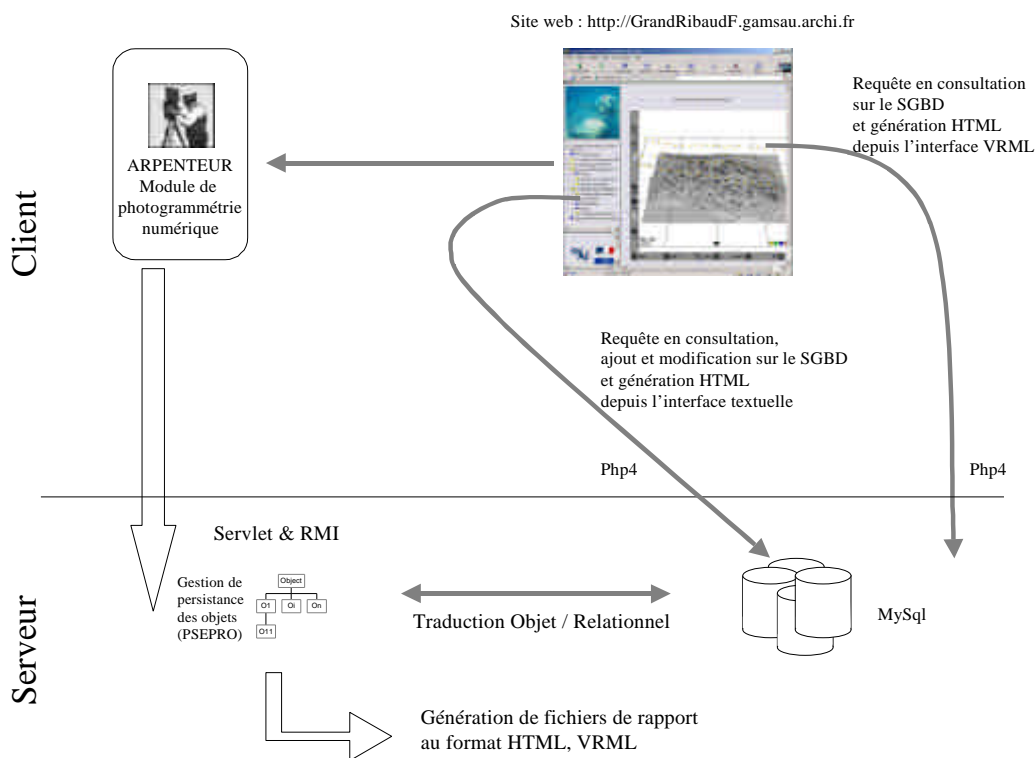 Site web : http://GrandRibaudF.gamsau.archi.fr
ARPENTEUR
Module de
photogrammétrie
numérique
Requête en consultation
sur le SGBD
et génération HTML
depuis l'interface VRML
Client
Requête en consultation,
ajout et modification sur le SGBD
et génération HTML
depuis l'interface textuelle
Php4
Php4
Serveur
Servlet & RMI
Gestion de
persistance
des objets
(PSEPRO)
Object
O1
Oi
On
O11
Traduction Objet / Relationnel
MySql
Génération de fichiers de rapport
au format HTML, VRML